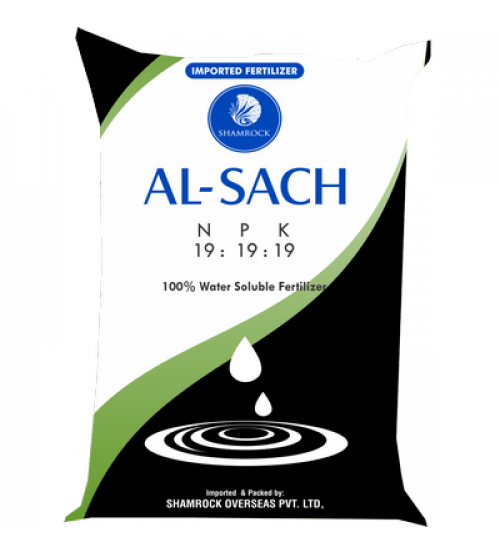 IMPORTED FERTILIZER
SHAMROCK
AL-SACH
N P K
19: 19: 19
100% Water Soluble Fertilizer
Imported & Packed by:
SHAMROCK OVERSEAS PVT. LTD,